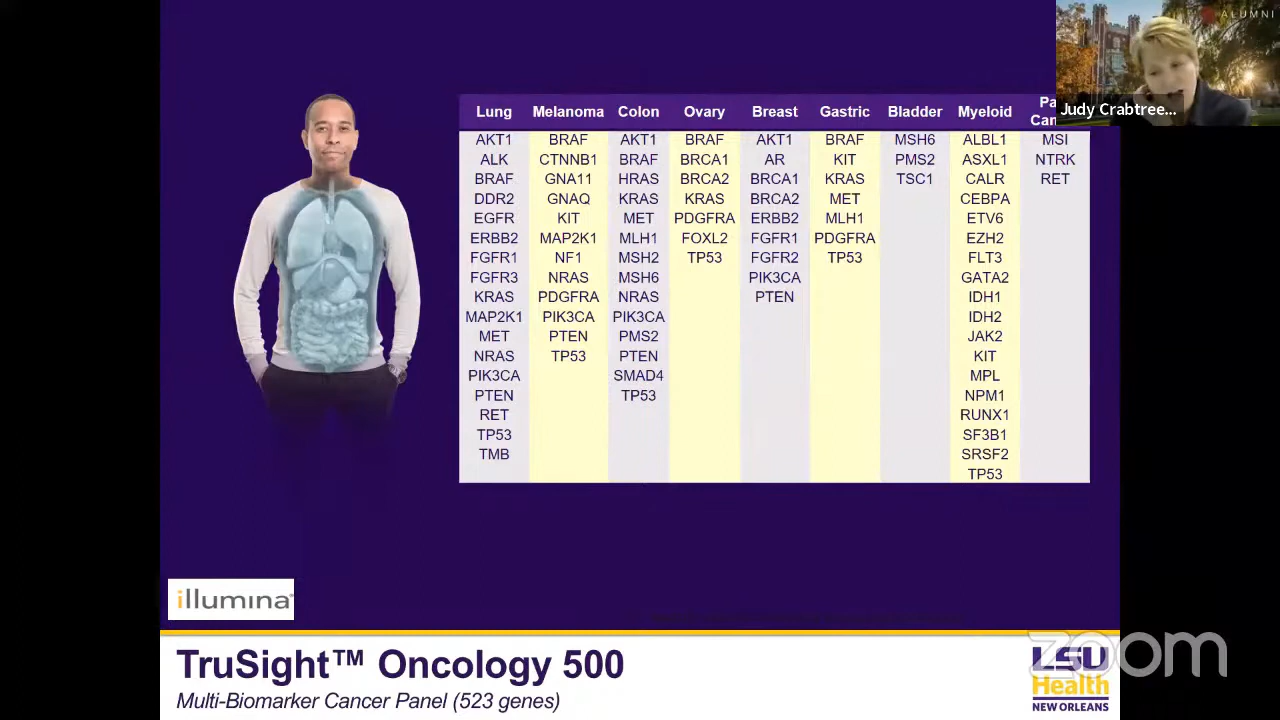 ALUMNI
Judy Crabtree...
Lung Melanoma Colon Ovary Breast Gastric Bladder Myeloid
AKT1 BRAF AKT1 BRAF AKT1 BRAF MSH6 ALBL1 MSI
ALK CTNNB1 BRAF BRCA1 AR KIT PMS2 ASXL1 NTRK
BRAF GNA11 HRAS BRCA2 BRCA1 KRAS TSC1 CALR RET
DDR2 GNAQ KRAS KRAS BRCA2 MET CEBPA
EGFR KIT MET PDGFRA ERBB2 MLH1 ETV6
ERBB2 MAP2K1 MLH1 FOXL2 FGFR1 PDGFRA EZH2
FGFR1 NF1 MSH2 TP53 FGFR2 TP53 FLT3
FGFR3 NRAS MSH6 PIK3CA GATA2
KRAS PDGFRA NRAS PTEN IDH1
MAP2K1 PIK3CA PIK3CA IDH2
MET PTEN PMS2 JAK2
NRAS TP53 PTEN KIT
PIK3CA SMAD4 MPL
PTEN TP53 NPM1
RET RUNX1
TP53 SF3B1
TMB SRSF2
TP53
illumina®
TruSight™ Oncology 500
Multi-Biomarker Cancer Panel (523 genes)
LSU
Health
NEW ORLEANS
zoom